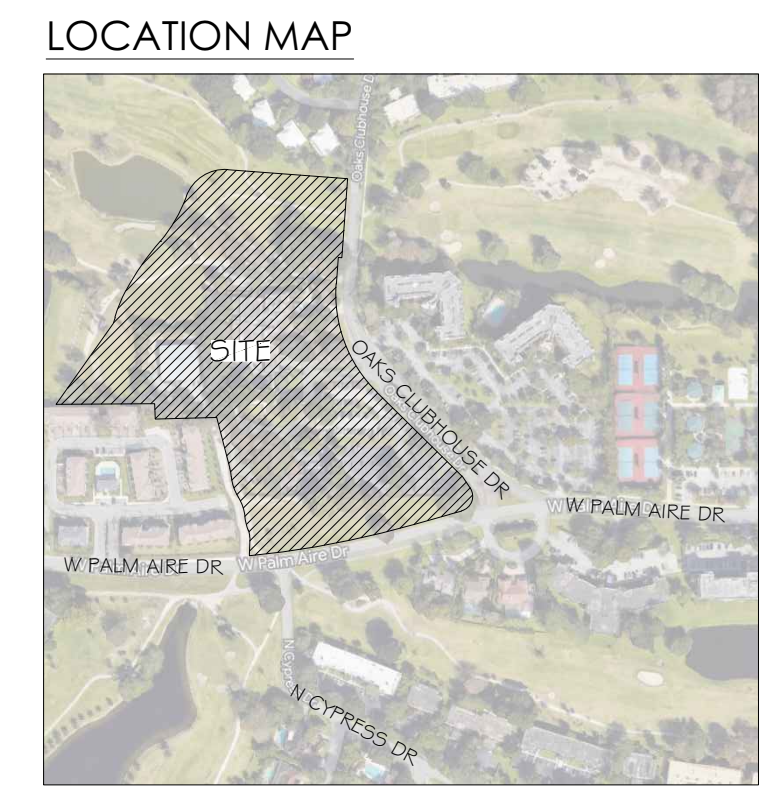 LOCATION MAP
Oaks Clubhouse D
SITE
OAKS CLUBHOUSE DR
W PALM AIRE DR
W PALM AIRE DR
W Palm Aire Dr
N Cypre
N CYPRESS DR